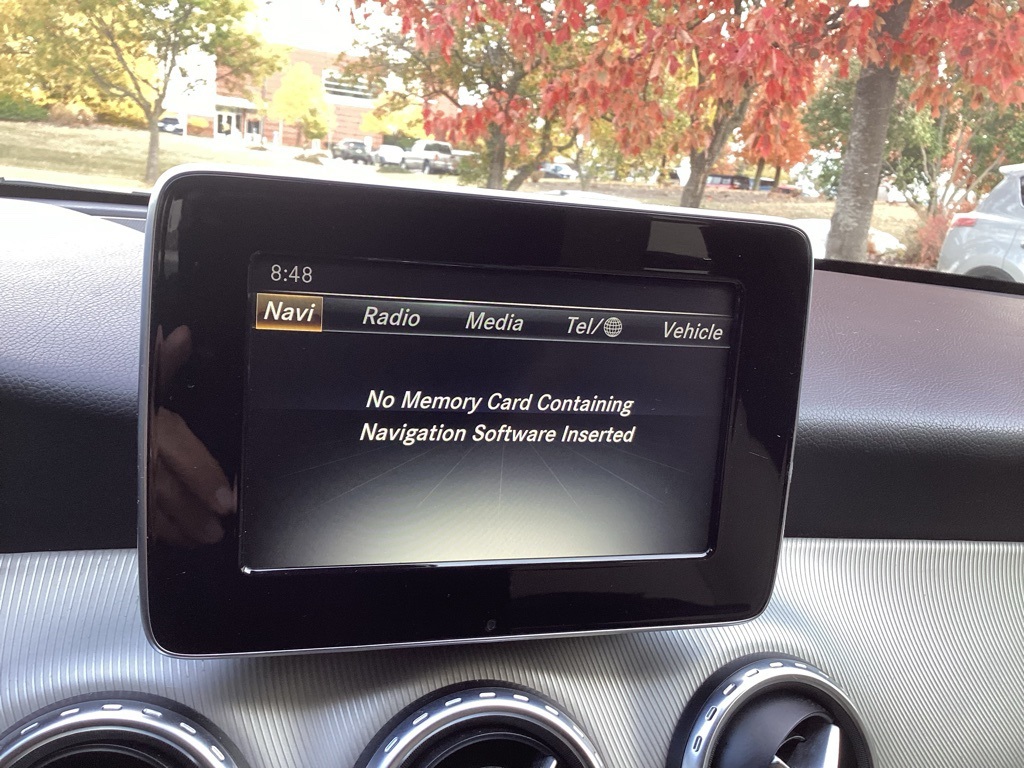 8:48
Navi Radio Media Tel/ Vehicle
No Memory Card Containing
Navigation Software Inserted